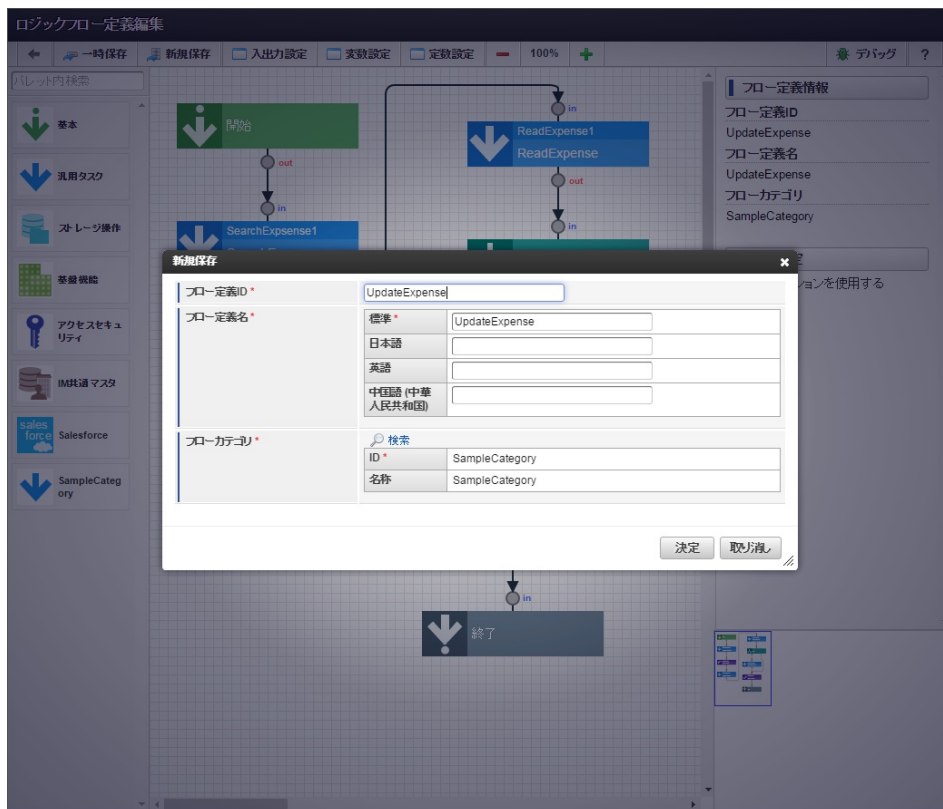 ロジックフロー定義編集
一時保存 新規保存 入出力設定 変数設定 定数設定 100% デバッグ ?
パレット内検索
基本
汎用タスク
ストレージ操作
基盤機能
アクセスセキュ
リティ
IM共通マスタ
sales
force
Salesforce
SampleCateg
ory
開始
out
in
SearchExpsense1
in
ReadExpense1
ReadExpense
out
in
フロー定義情報
フロー定義ID
UpdateExpense
フロー定義名
UpdateExpense
フローカテゴリ
SampleCategory
ションを使用する
新規保存
フロー定義ID * UpdateExpense
フロー定義名 * 標準 * UpdateExpense
日本語
英語
中国語 (中華
人民共和国)
フローカテゴリ * 検索
ID * SampleCategory
名称 SampleCategory
決定 取り消し
in
終了